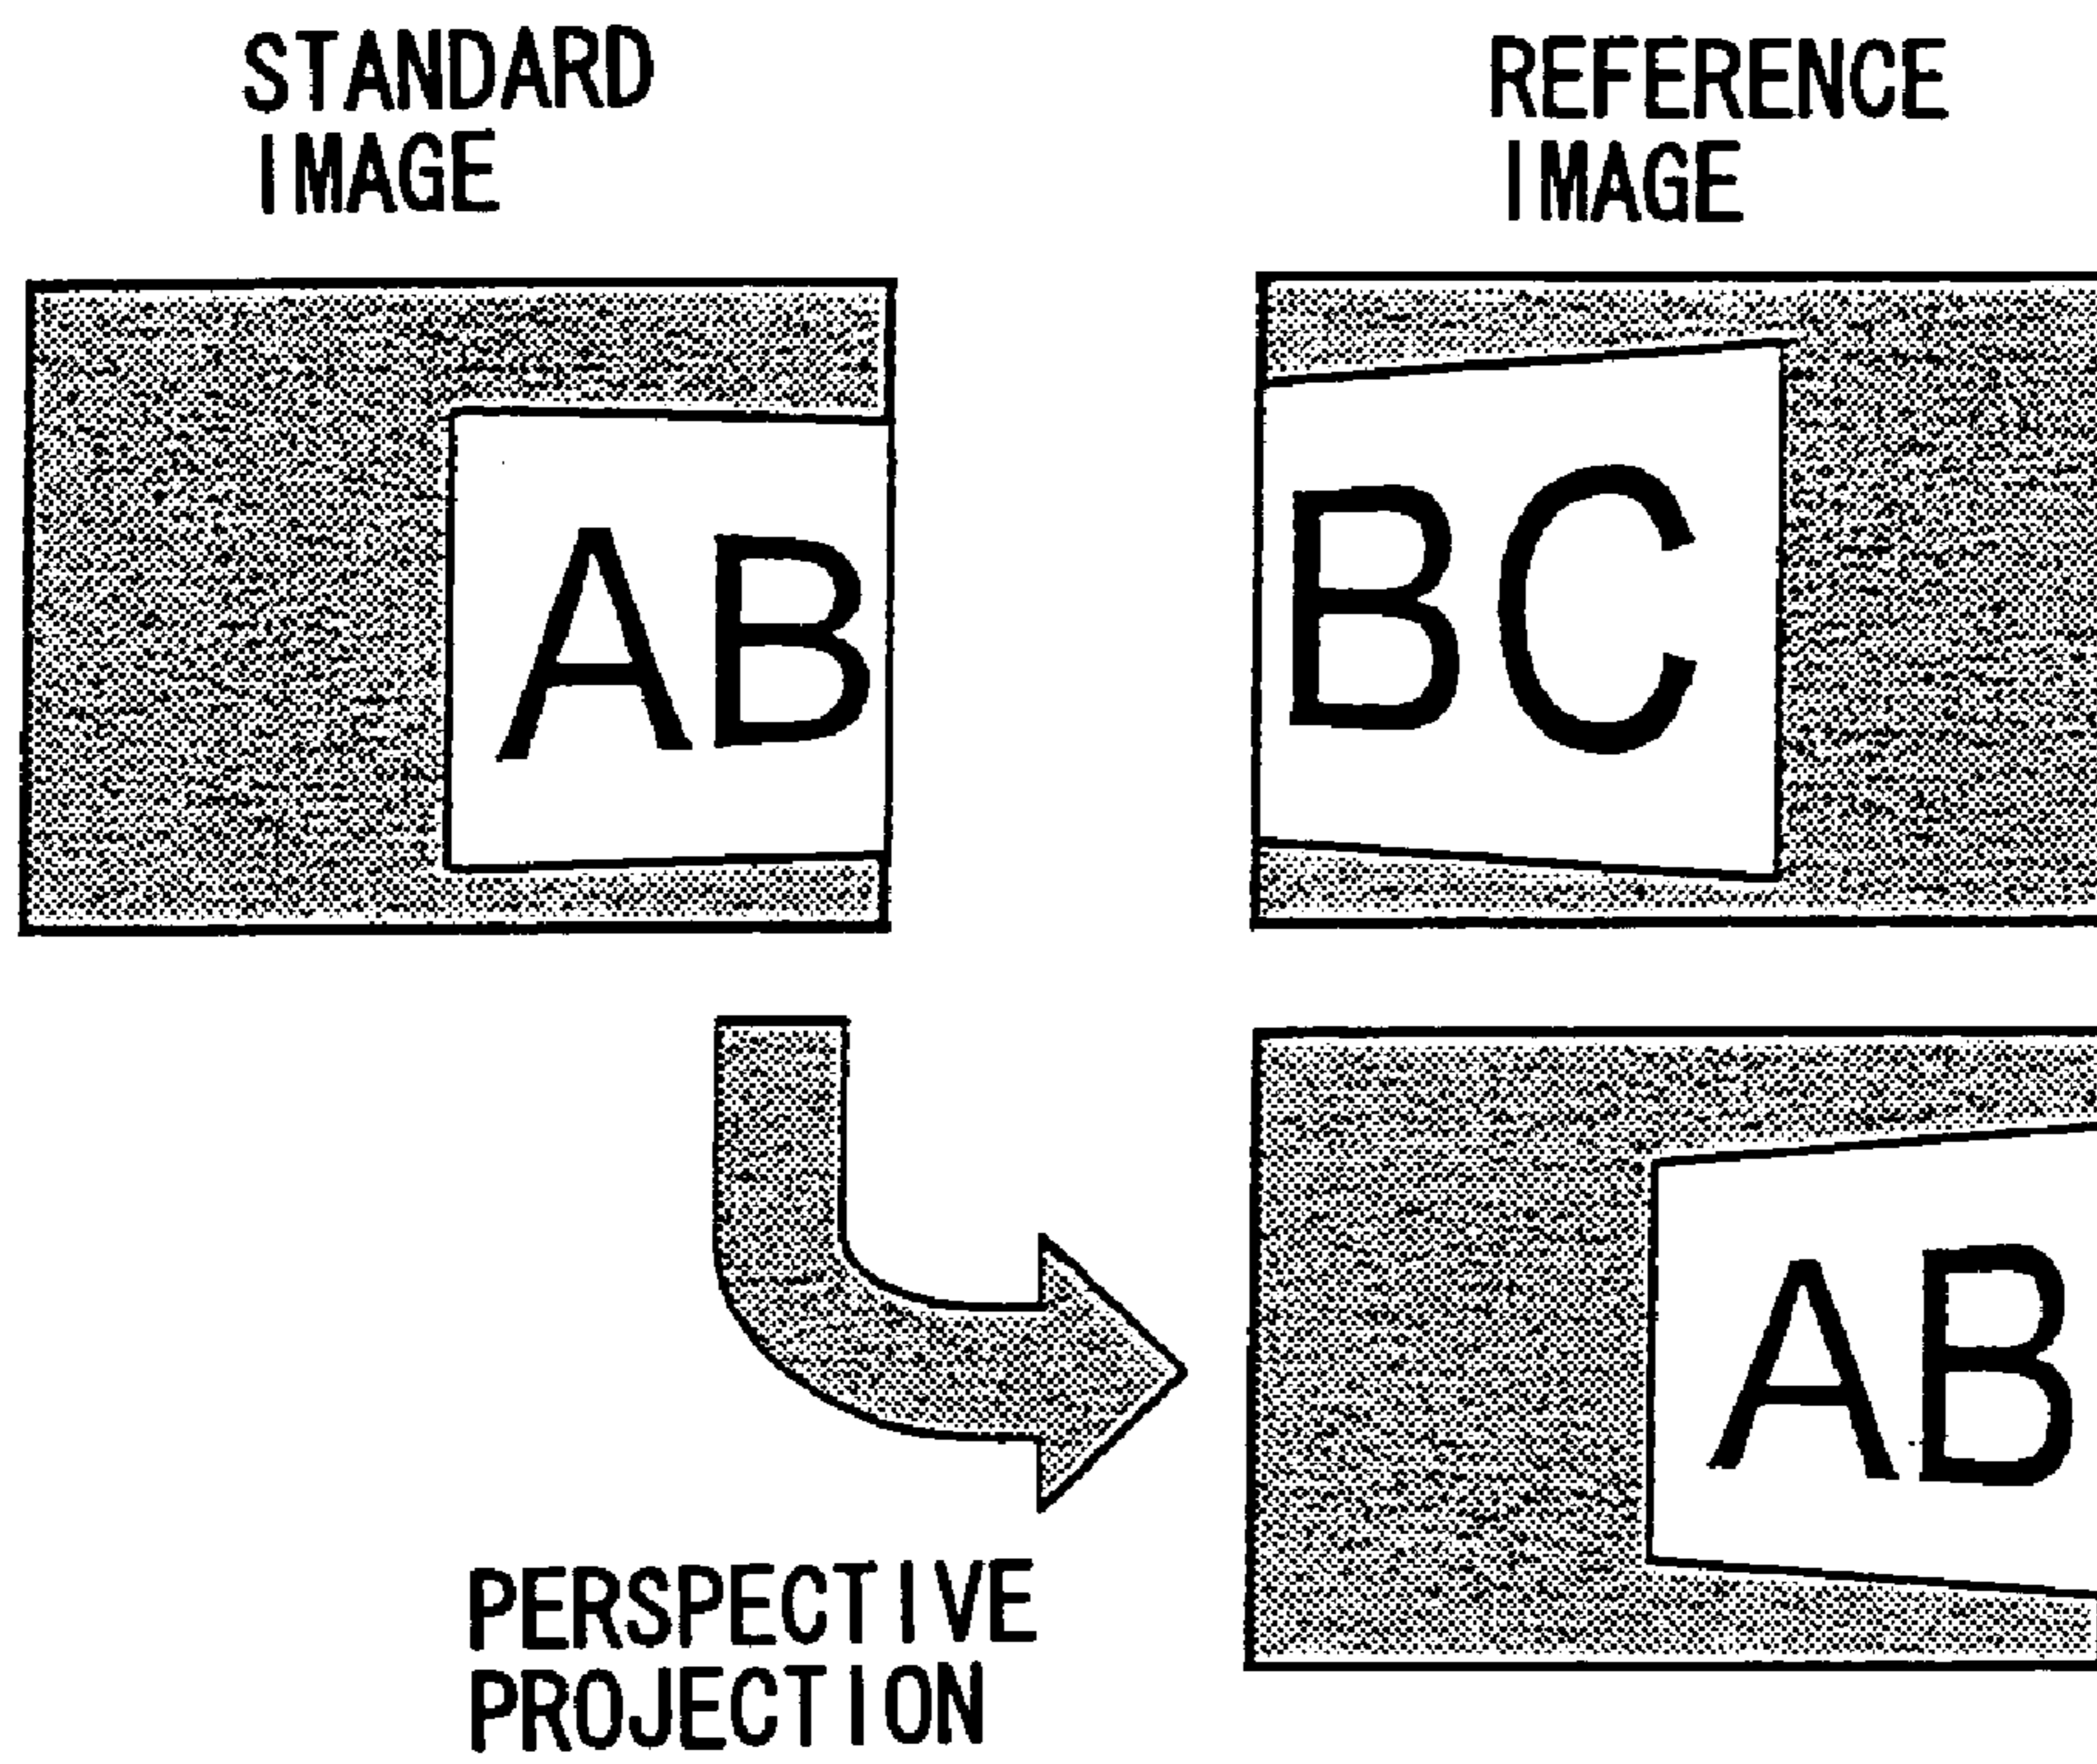 STANDARD
IMAGE
REFERENCE
IMAGE
AB
BC
AB
PERSPECTIVE
PROJECTION